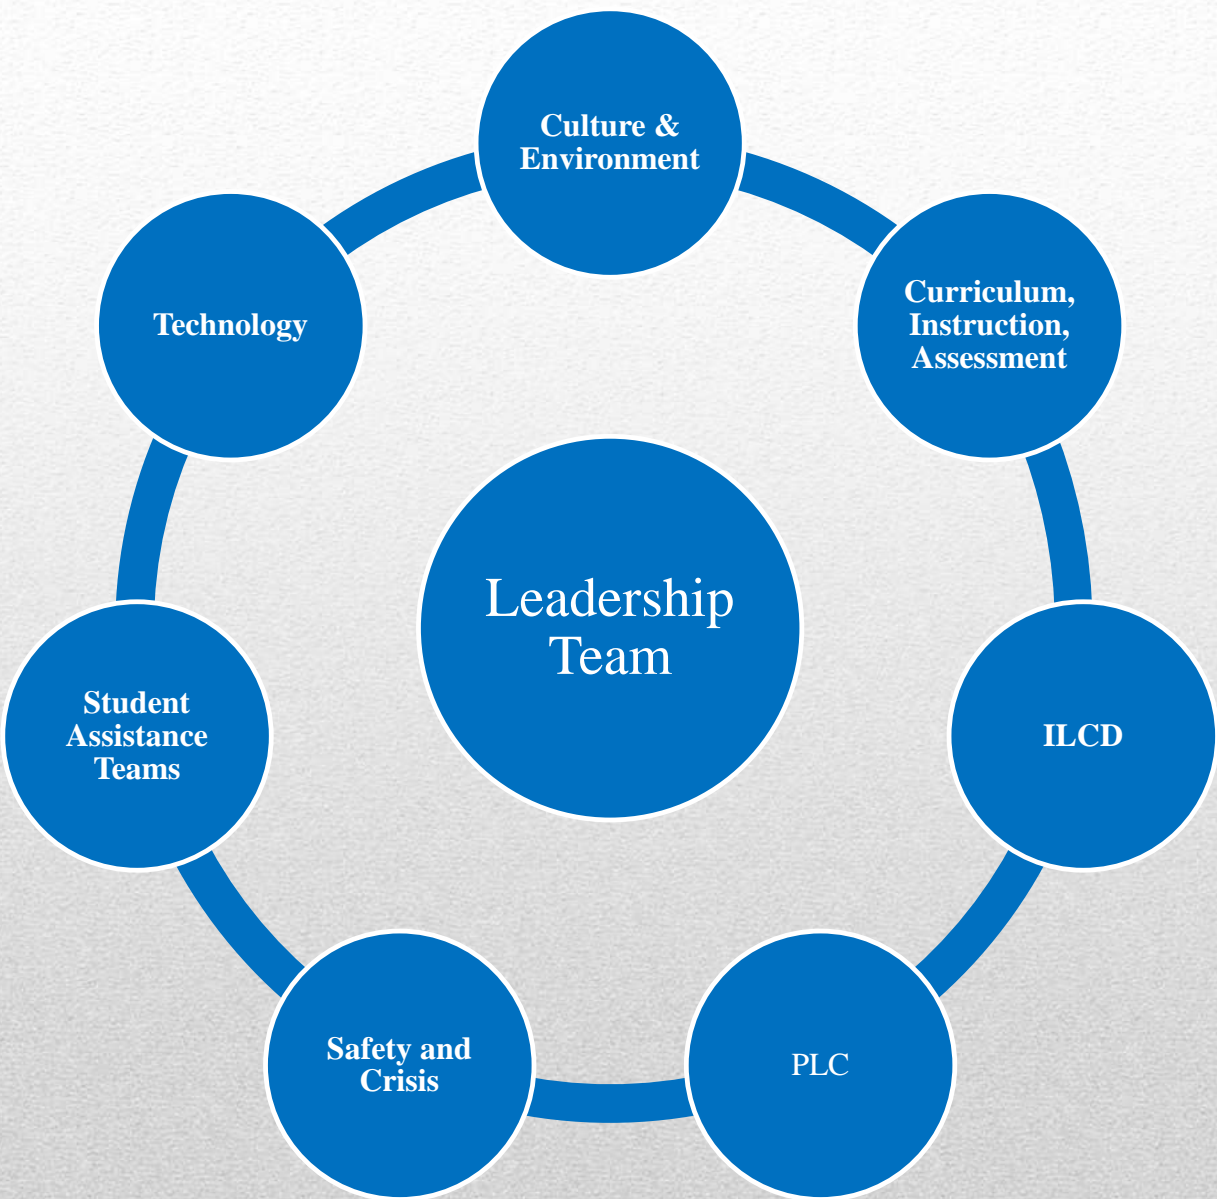 Culture &
Environment
Curriculum,
Instruction,
Assessment
Technology
Leadership
Team
ILCD
Student
Assistance
Teams
PLC
Safety and
Crisis